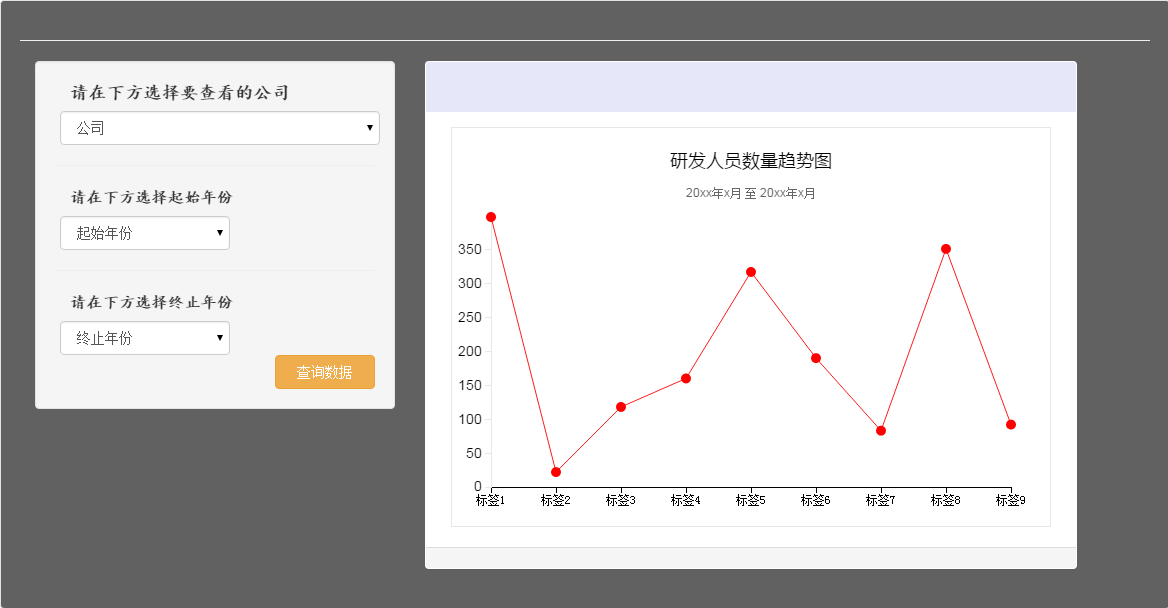 请在下方选择要查看的公司
公司
请在下方选择起始年份
起始年份
请在下方选择终止年份
终止年份
查询数据
研发人员数量趋势图
20xx年x月 至 20xx年x月
350
300
250
200
150
100
50
0
标签1 标签2 标签3 标签4 标签5 标签6 标签7 标签8 标签9